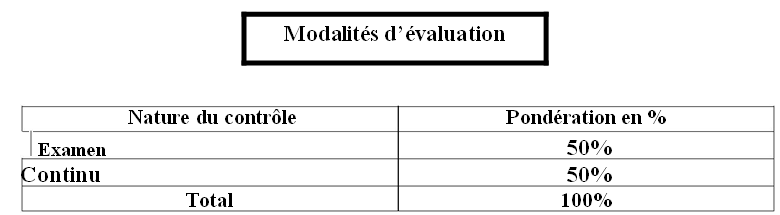 Modalités d'évaluation
Nature du contrôle Pondération en %
Examen 50%
Continu 50%
Total 100%